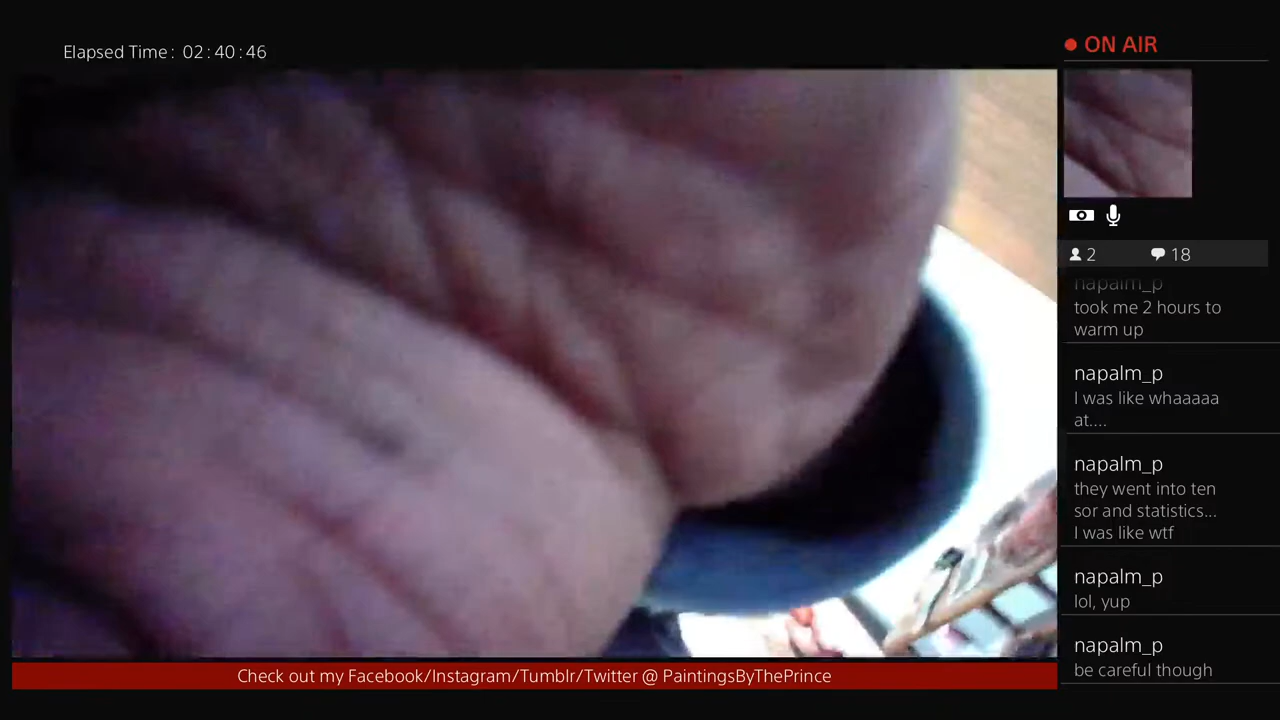 Elapsed Time: 02:40:46
ON AIR
2 18
napalm_p
took me 2 hours to
warm up
napalm_p
I was like whaaaaa
at....
napalm_p
they went into ten
sor and statistics...
I was like wtf
napalm_p
lol, yup
napalm_p
be careful though
Check out my Facebook/Instagram/Tumblr/Twitter @ PaintingsByThePrince